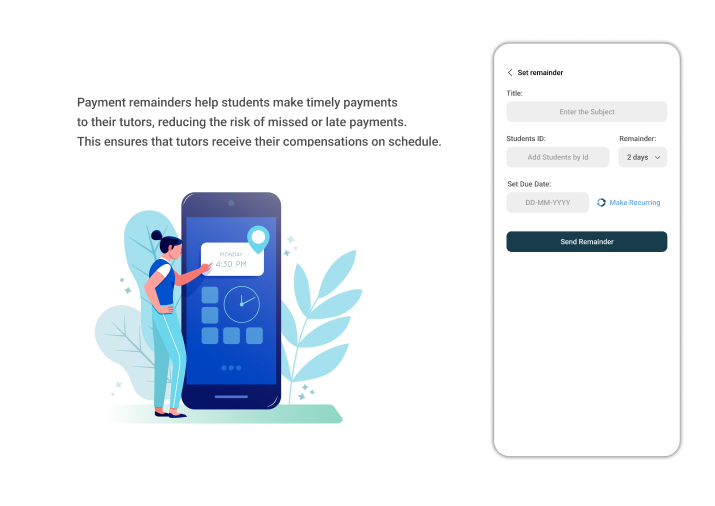 Payment remainders help students make timely payments
to their tutors, reducing the risk of missed or late payments.
This ensures that tutors receive their compensations on schedule.
MONDAY
4:30 PM
Set remainder
Title:
Enter the Subject
Students ID:
Remainder:
Add Students by Id
2 days
Set Due Date:
DD-MM-YYYY
Make Recurring
Send Remainder